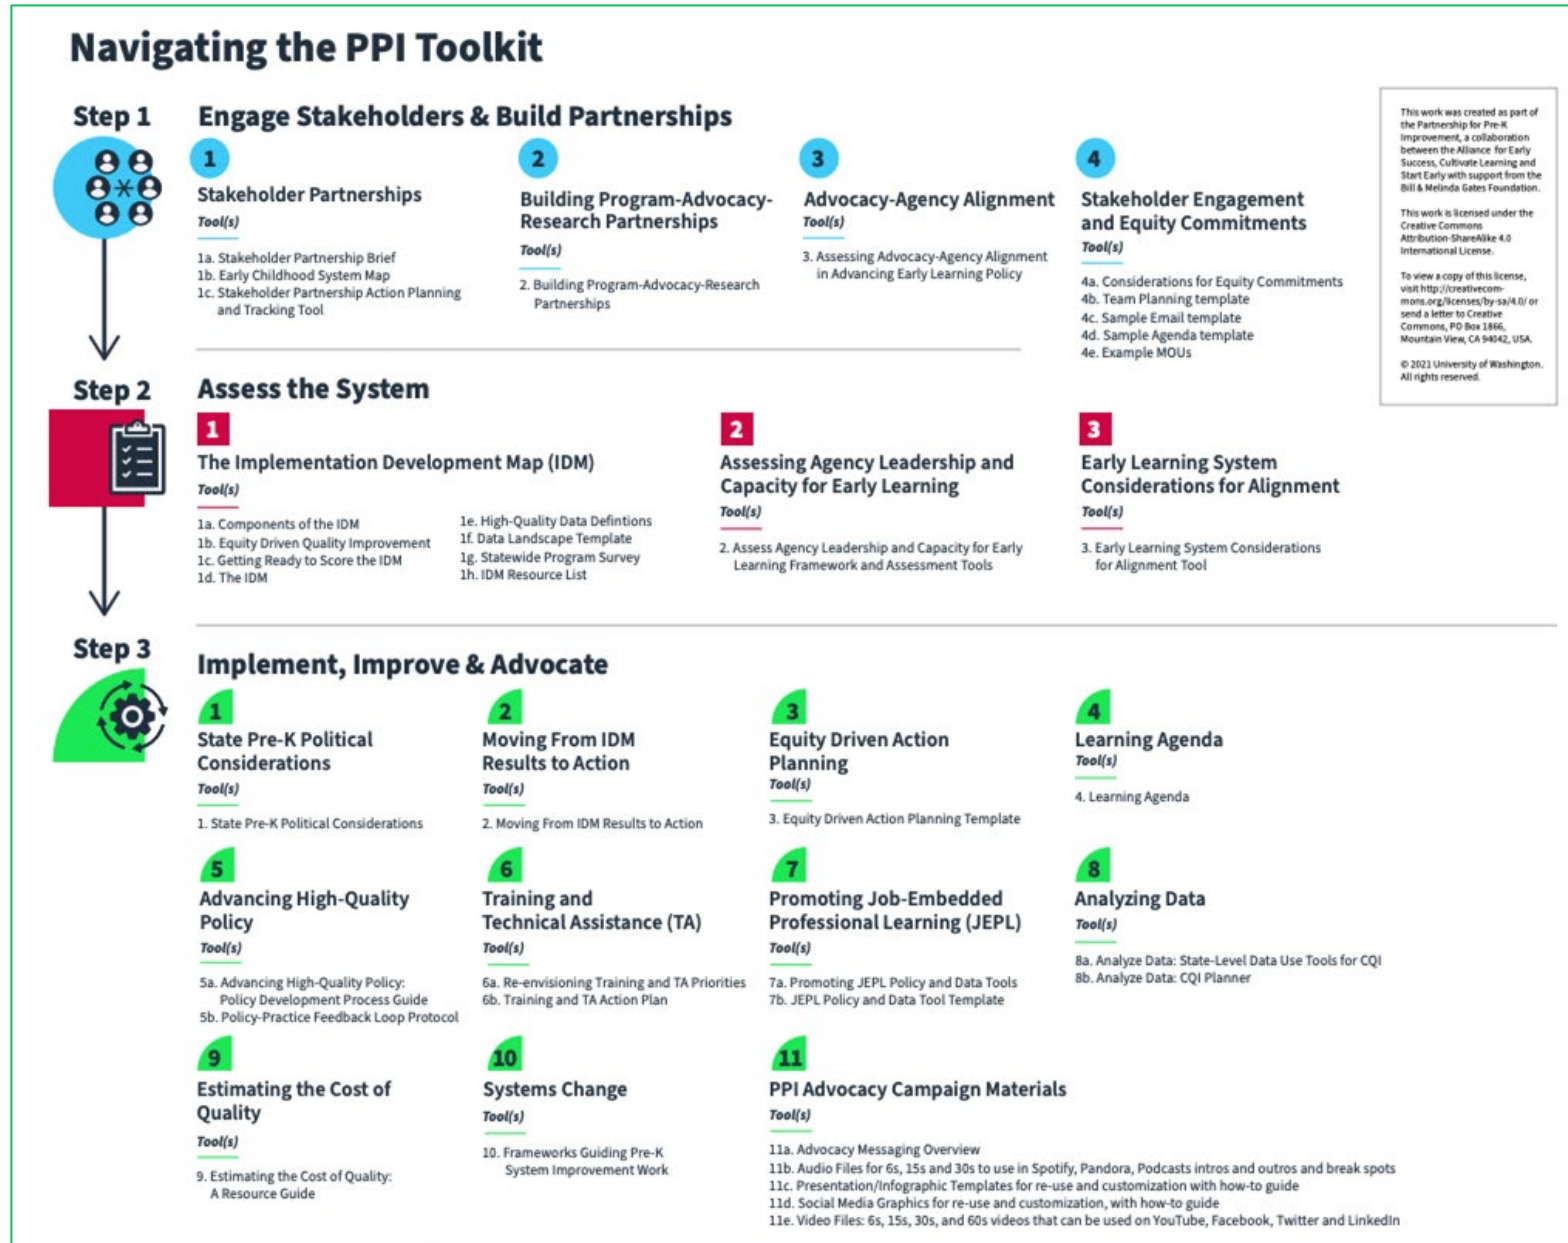 Navigating the PPI Toolkit
Step 1
Engage Stakeholders & Build Partnerships
1
Stakeholder Partnerships
Tool(s)
1a. Stakeholder Partnership Brief
1b. Early Childhood System Map
1c. Stakeholder Partnership Action Planning
and Tracking Tool
2
Building Program-Advocacy-
Research Partnerships
Tool(s)
2. Building Program-Advocacy-Research
Partnerships
3
Advocacy-Agency Alignment
Tool(s)
3. Assessing Advocacy-Agency Alignment
in Advancing Early Learning Policy
4
Stakeholder Engagement
and Equity Commitments
Tool(s)
4a. Considerations for Equity Commitments
4b. Team Planning template
4c. Sample Email template
4d. Sample Agenda template
4e. Example MOUs
This work was created as part of
the Partnership for Pre-K
Improvement, a collaboration
between the Alliance for Early
Success, Cultivate Learning and
Start Early with support from the
Bill & Melinda Gates Foundation.
This work is licensed under the
Creative Commons
Attribution-ShareAlike 4.0
International License.
To view a copy of this license,
visit http://creativecom-
mons.org/licenses/by-sa/4.0/ or
send a letter to Creative
Commons, PO Box 1866,
Mountain View, CA 94042, USA.
© 2021 University of Washington.
All rights reserved.
Step 2
Assess the System
1
The Implementation Development Map (IDM)
Tool(s)
1a. Components of the IDM
1b. Equity Driven Quality Improvement
1c. Getting Ready to Score the IDM
1d. The IDM
1e. High-Quality Data Defintions
1f. Data Landscape Template
1g. Statewide Program Survey
1h. IDM Resource List
2
Assessing Agency Leadership and
Capacity for Early Learning
Tool(s)
2. Assess Agency Leadership and Capacity for Early
Learning Framework and Assessment Tools
3
Early Learning System
Considerations for Alignment
Tool(s)
3. Early Learning System Considerations
for Alignment Tool
Step 3
Implement, Improve & Advocate
1
State Pre-K Political
Considerations
Tool(s)
1. State Pre-K Political Considerations
2
Moving From IDM
Results to Action
Tool(s)
2. Moving From IDM Results to Action
3
Equity Driven Action
Planning
Tool(s)
3. Equity Driven Action Planning Template
4
Learning Agenda
Tool(s)
4. Learning Agenda
5
Advancing High-Quality
Policy
Tool(s)
5a. Advancing High-Quality Policy:
Policy Development Process Guide
5b. Policy-Practice Feedback Loop Protocol
6
Training and
Technical Assistance (TA)
Tool(s)
6a. Re-envisioning Training and TA Priorities
6b. Training and TA Action Plan
7
Promoting Job-Embedded
Professional Learning (JEPL)
Tool(s)
7a. Promoting JEPL Policy and Data Tools
7b. JEPL Policy and Data Tool Template
8
Analyzing Data
Tool(s)
8a. Analyze Data: State-Level Data Use Tools for CQI
8b. Analyze Data: CQI Planner
9
Estimating the Cost of
Quality
Tool(s)
9. Estimating the Cost of Quality:
A Resource Guide
10
Systems Change
Tool(s)
10. Frameworks Guiding Pre-K
System Improvement Work
11
PPI Advocacy Campaign Materials
Tool(s)
11a. Advocacy Messaging Overview
11b. Audio Files for 6s, 15s and 30s to use in Spotify, Pandora, Podcasts intros and outros and break spots
11c. Presentation/Infographic Templates for re-use and customization with how-to guide
11d. Social Media Graphics for re-use and customization, with how-to guide
11e. Video Files: 6s, 15s, 30s, and 60s videos that can be used on YouTube, Facebook, Twitter and LinkedIn